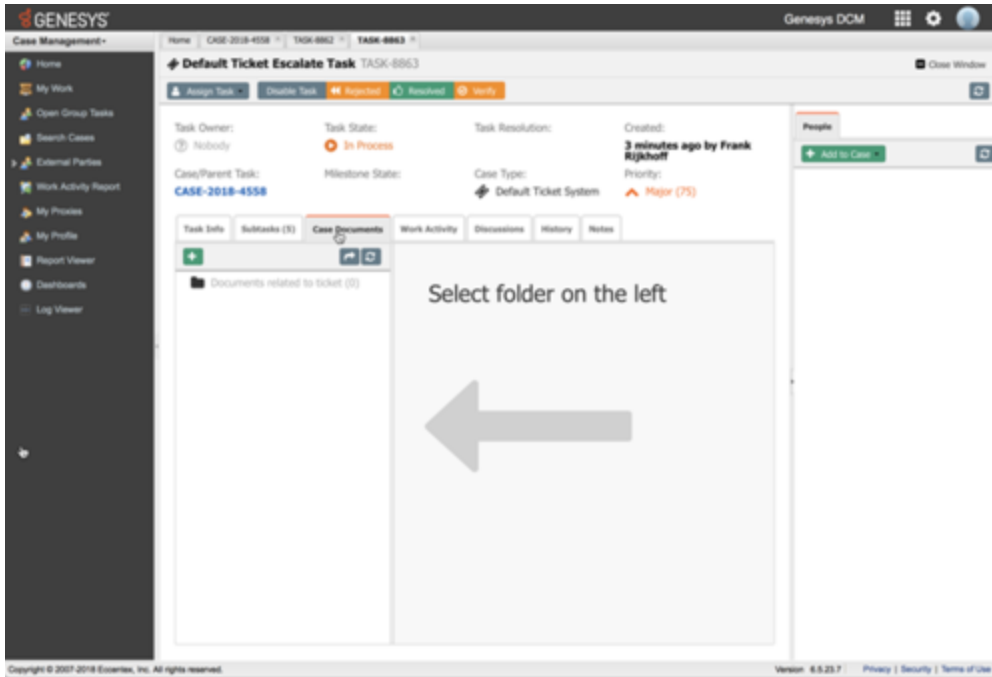 GENESYS
Genesys DCM
Case Management
Home CASE-2018-4558 TASK-8862 TASK-8863
Home
My Work
Open Group Tasks
Search Cases
External Parties
Work Activity Report
My Proxies
My Profile
Report Viewer
Dashboards
Log Viewer
Default Ticket Escalate Task TASK-8863
Close Window
Assign Task Disable Task Rejected Resolved Verify
Task Owner: Task State: Task Resolution: Created:
Nobody In Process 3 minutes ago by Frank
Rijkhoff
Case/Parent Task: Milestone State: Case Type: Priority:
CASE-2018-4558 Default Ticket System Major (75)
People
Add to Case
Task Info Subtasks (5) Case Documents Work Activity Discussions History Notes
Documents related to ticket (0)
Select folder on the left
Copyright © 2007-2018 Eccentex, Inc. All rights reserved.
Version 6.5.23.7 Privacy | Security | Terms of Use